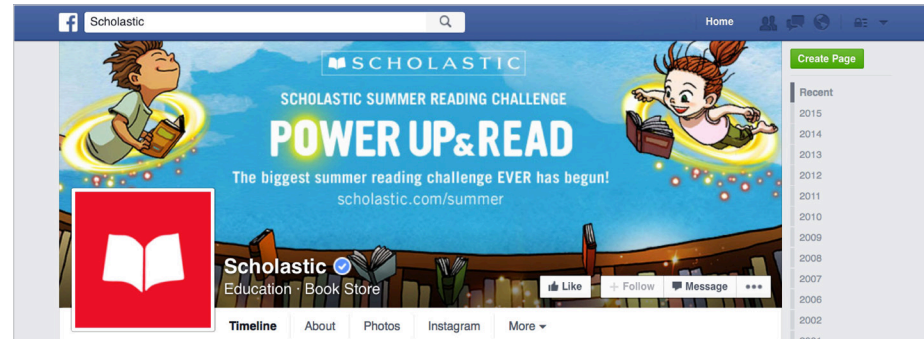 Scholastic
Home
SCHOLASTIC
SCHOLASTIC SUMMER READING CHALLENGE
POWER UP&READ
The biggest summer reading challenge EVER has begun!
scholastic.com/summer
Scholastic
Education · Book Store
Like
+ Follow
Message
Timeline
About
Photos
Instagram
More
Create Page
Recent
2015
2014
2013
2012
2011
2010
2009
2008
2007
2006
2002